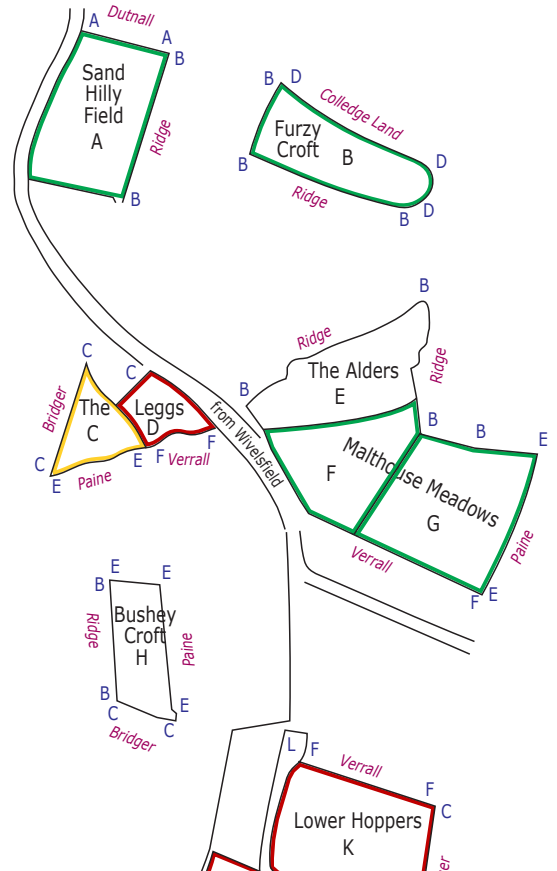 A
Dutnall
A
B
Sand
Hilly
Field
A
Ridge
B
B
D
Colledge Land
Furzy
Croft
B
B
D
Ridge
B
D
B
Ridge
Ridge
The Alders
E
B
C
C
Bridger
The
C
Leggs
D
from Wivelsfield
C
E
Paine
E
F
Verrall
F
B
B
E
Malthouse Meadows
F
G
Paine
Verrall
F
E
E
B
E
Bushey
Croft
H
Ridge
Paine
B
C
E
C
Bridger
L
F
Verrall
F
C
Lower Hoppers
K